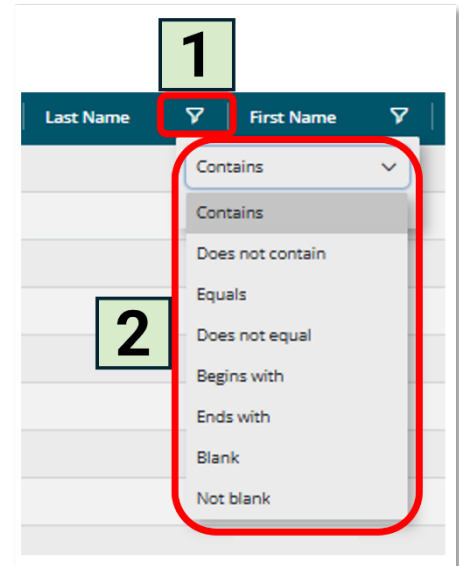 1
Last Name First Name
Contains
Contains
Does not contain
Equals
2
Does not equal
Begins with
Ends with
Blank
Not blank